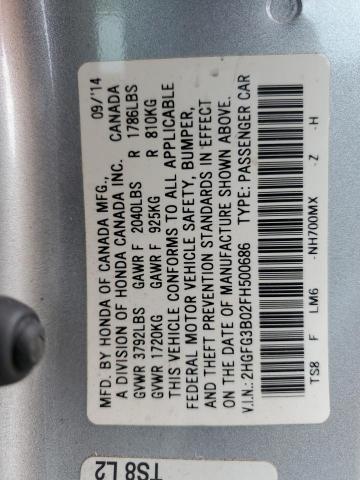 MFD. BY HONDA OF CANADA MFG., 09/'14
A DIVISION OF HONDA CANADA INC. CANADA
GVWR 3792LBS GAWR F 2040LBS R 1786LBS
GVWR 1720KG GAWR F 925KG R 810KG
THIS VEHICLE CONFORMS TO ALL APPLICABLE
FEDERAL MOTOR VEHICLE SAFETY, BUMPER,
AND THEFT PREVENTION STANDARDS IN EFFECT
ON THE DATE OF MANUFACTURE SHOWN ABOVE.
V.I.N.: 2HGFG3B02FH500686 TYPE: PASSENGER CAR
TS8 F LM6 -NH700MX -Z -H
TS8 L2